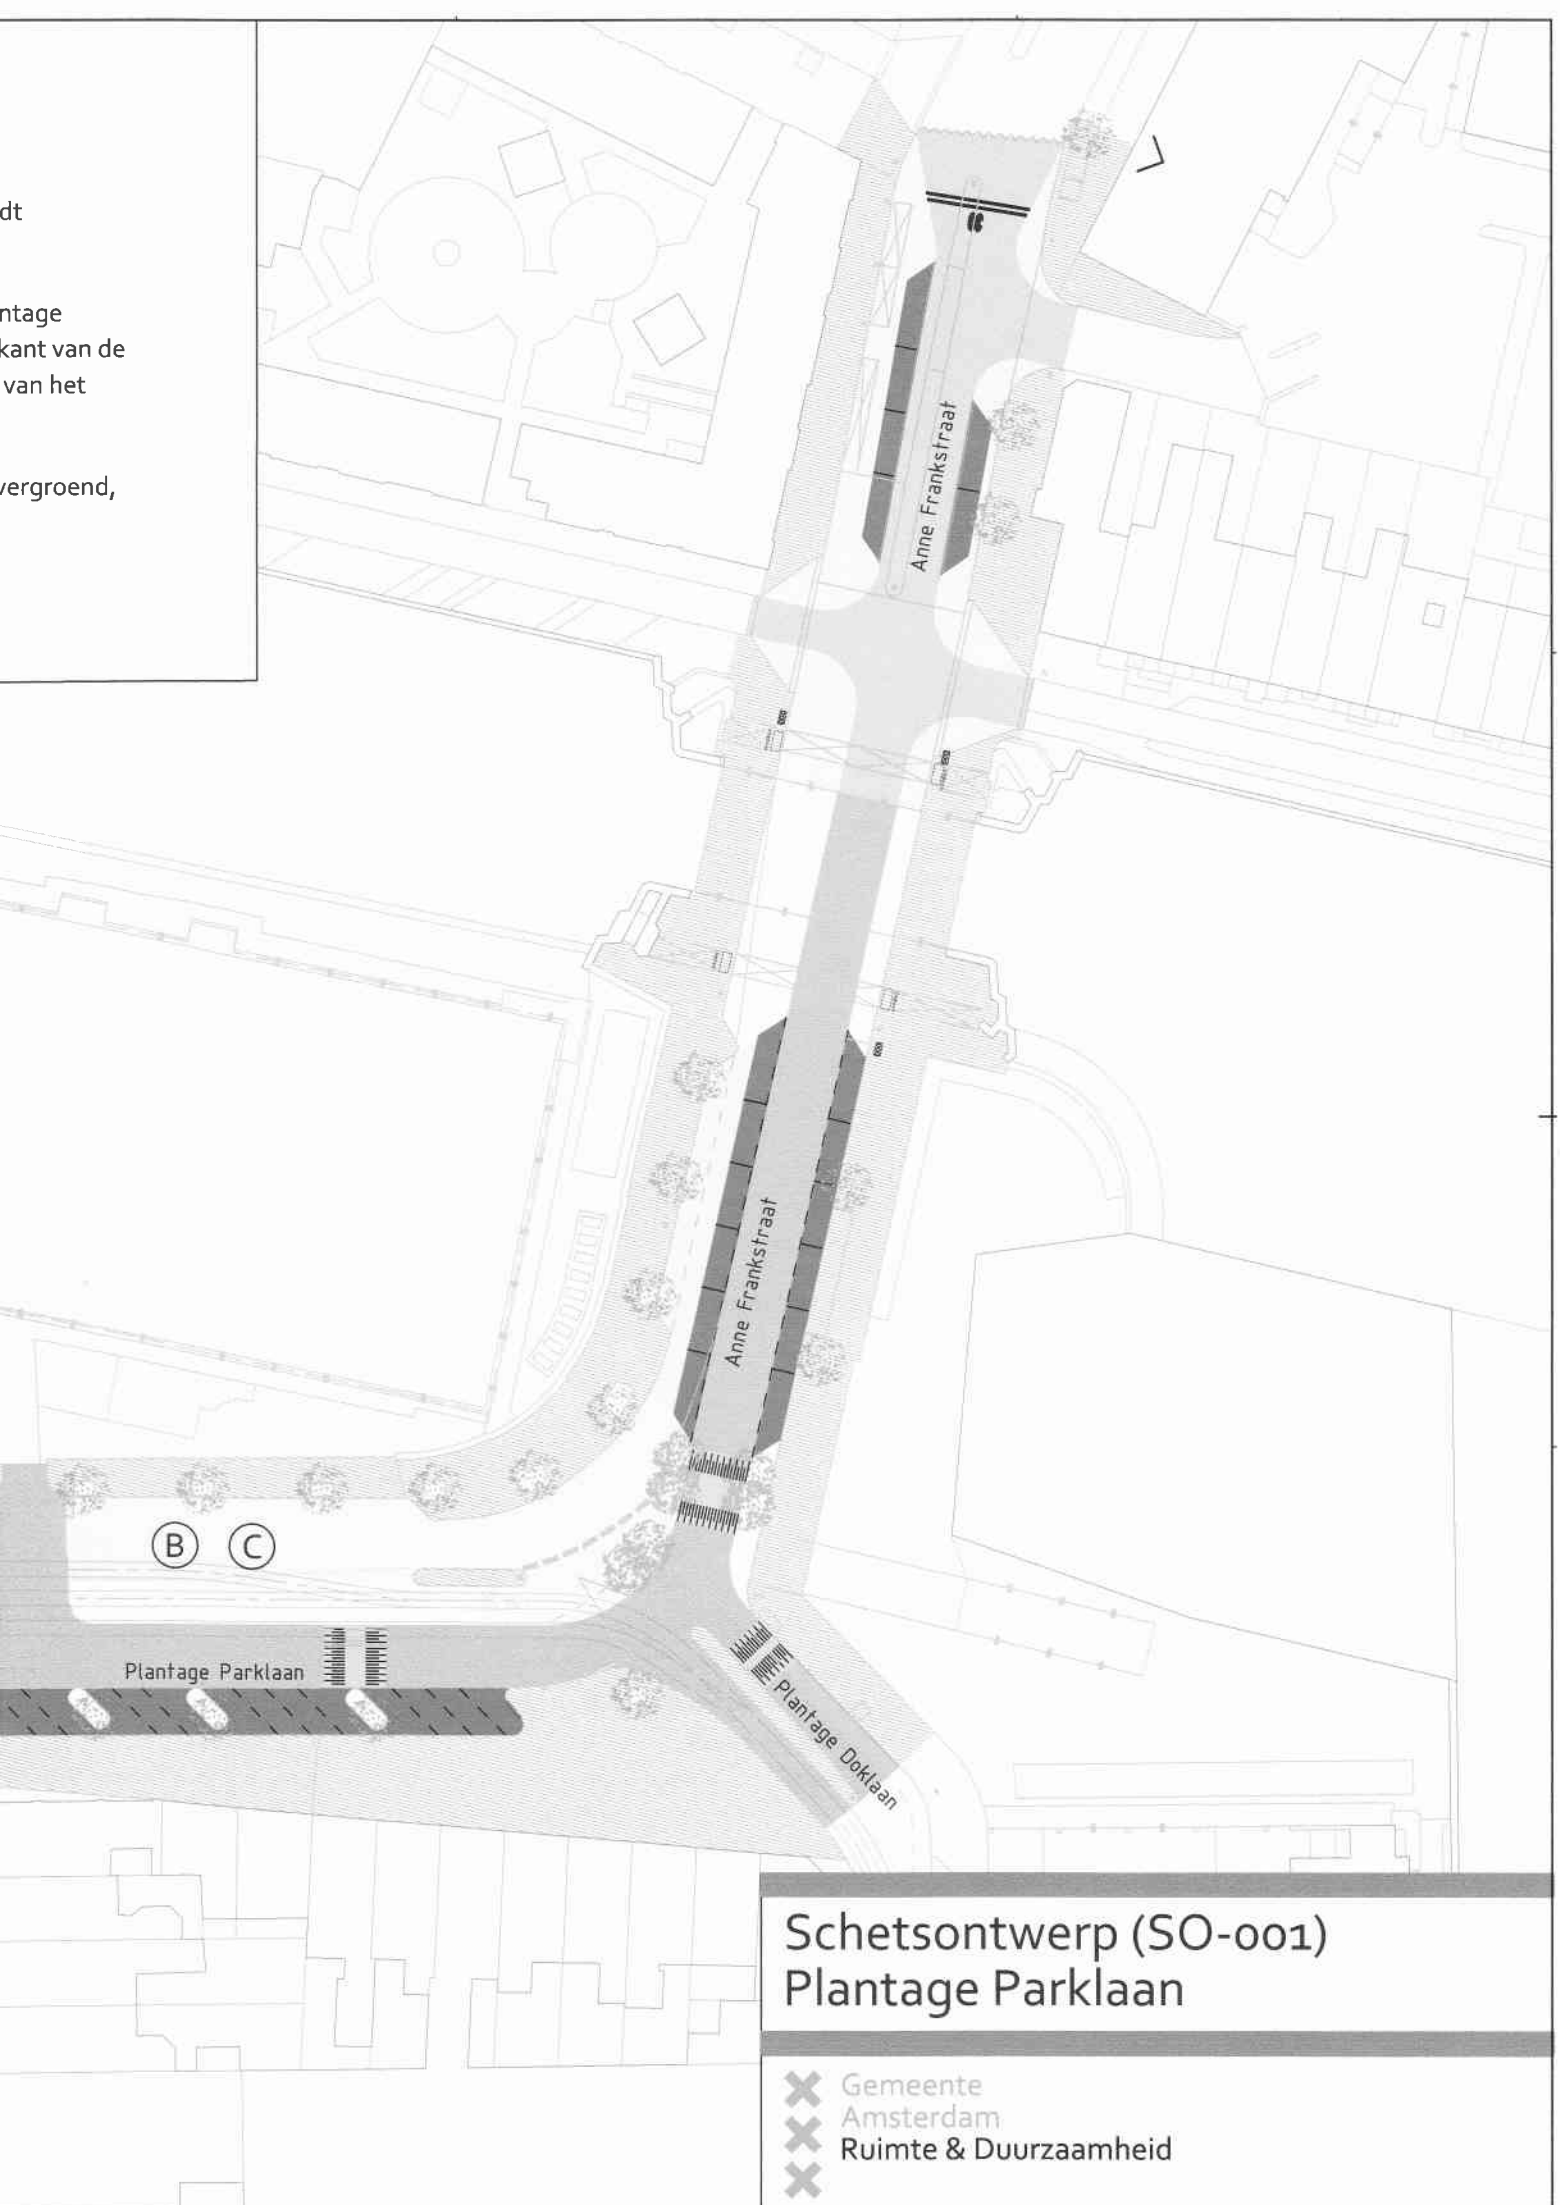 dt
ntage
kant van de
van het
vergroend,
Anne Frankstraat
Anne Frankstraat
B
C
Plantage Parklaan
Plantage Doklaan
Schetsontwerp (SO-001)
Plantage Parklaan
Gemeente
Amsterdam
Ruimte & Duurzaamheid